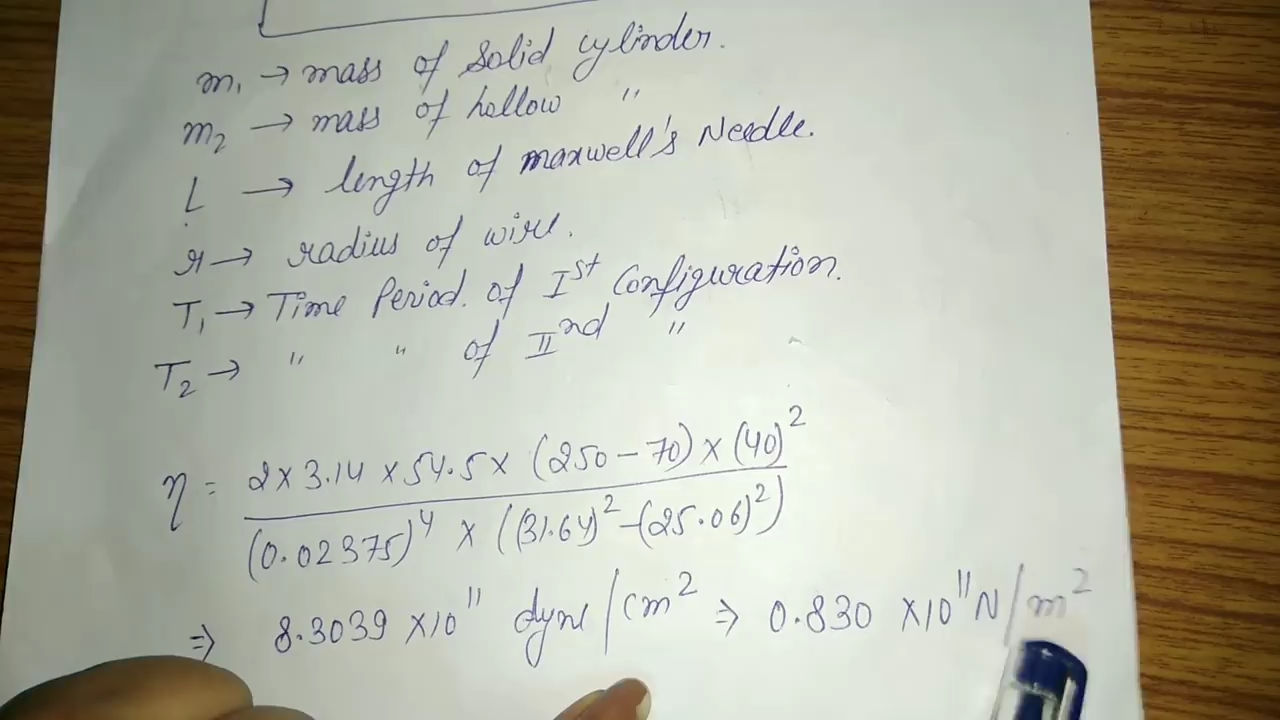 m₁ → mass of Solid cylinder.
m₂ → mass of hollow "
L → length of maxwell's Needle.
r → radius of wire.
T₁ → Time Period. of Iˢᵗ Configuration.
T₂ → " " of IIⁿᵈ "
η = 2 × 3.14 × 54.5 × (250 − 70) × (40)²
(0.02375)⁴ × ((31.64)² − (25.06)²)
⇒ 8.3039 × 10¹¹ dyne/cm² ⇒ 0.830 × 10¹¹ N/m²